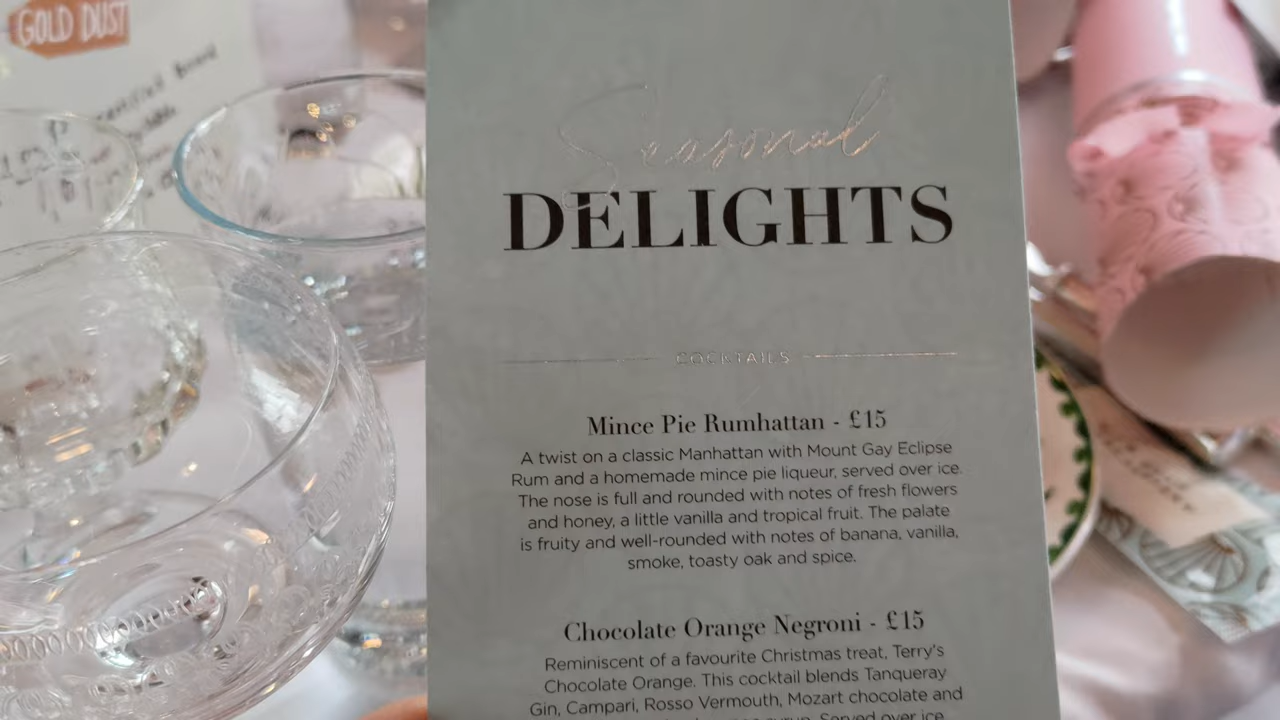 GOLD DUST
Seasonal
DELIGHTS
COCKTAILS
Mince Pie Rumhattan - £15
A twist on a classic Manhattan with Mount Gay Eclipse
Rum and a homemade mince pie liqueur, served over ice.
The nose is full and rounded with notes of fresh flowers
and honey, a little vanilla and tropical fruit. The palate
is fruity and well-rounded with notes of banana, vanilla,
smoke, toasty oak and spice.
Chocolate Orange Negroni - £15
Reminiscent of a favourite Christmas treat, Terry's
Chocolate Orange. This cocktail blends Tanqueray
Gin, Campari, Rosso Vermouth, Mozart chocolate and
syrup. Served over ice